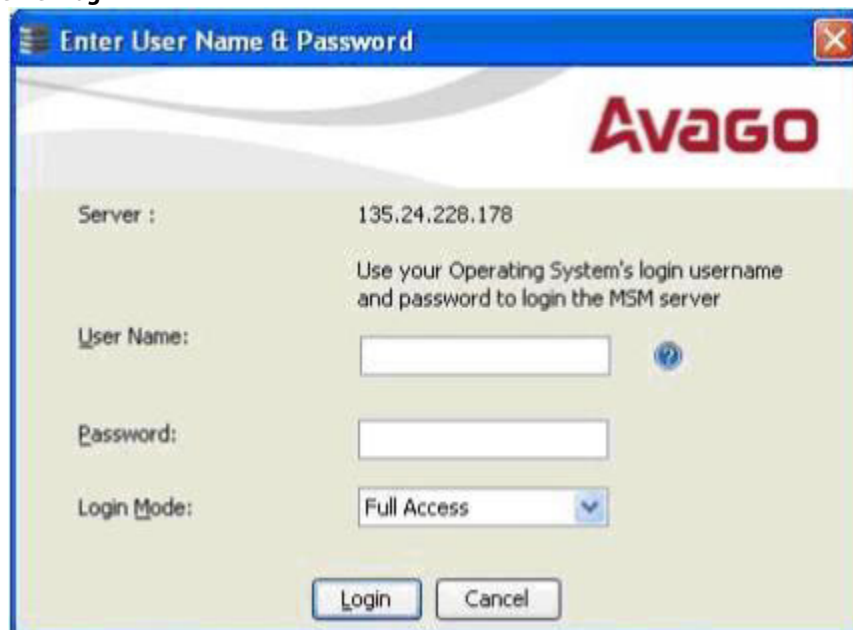 Enter User Name & Password
Avago
Server :
135.24.228.178
Use your Operating System's login username
and password to login the MSM server
User Name:
Password:
Login Mode:
Full Access
Login
Cancel